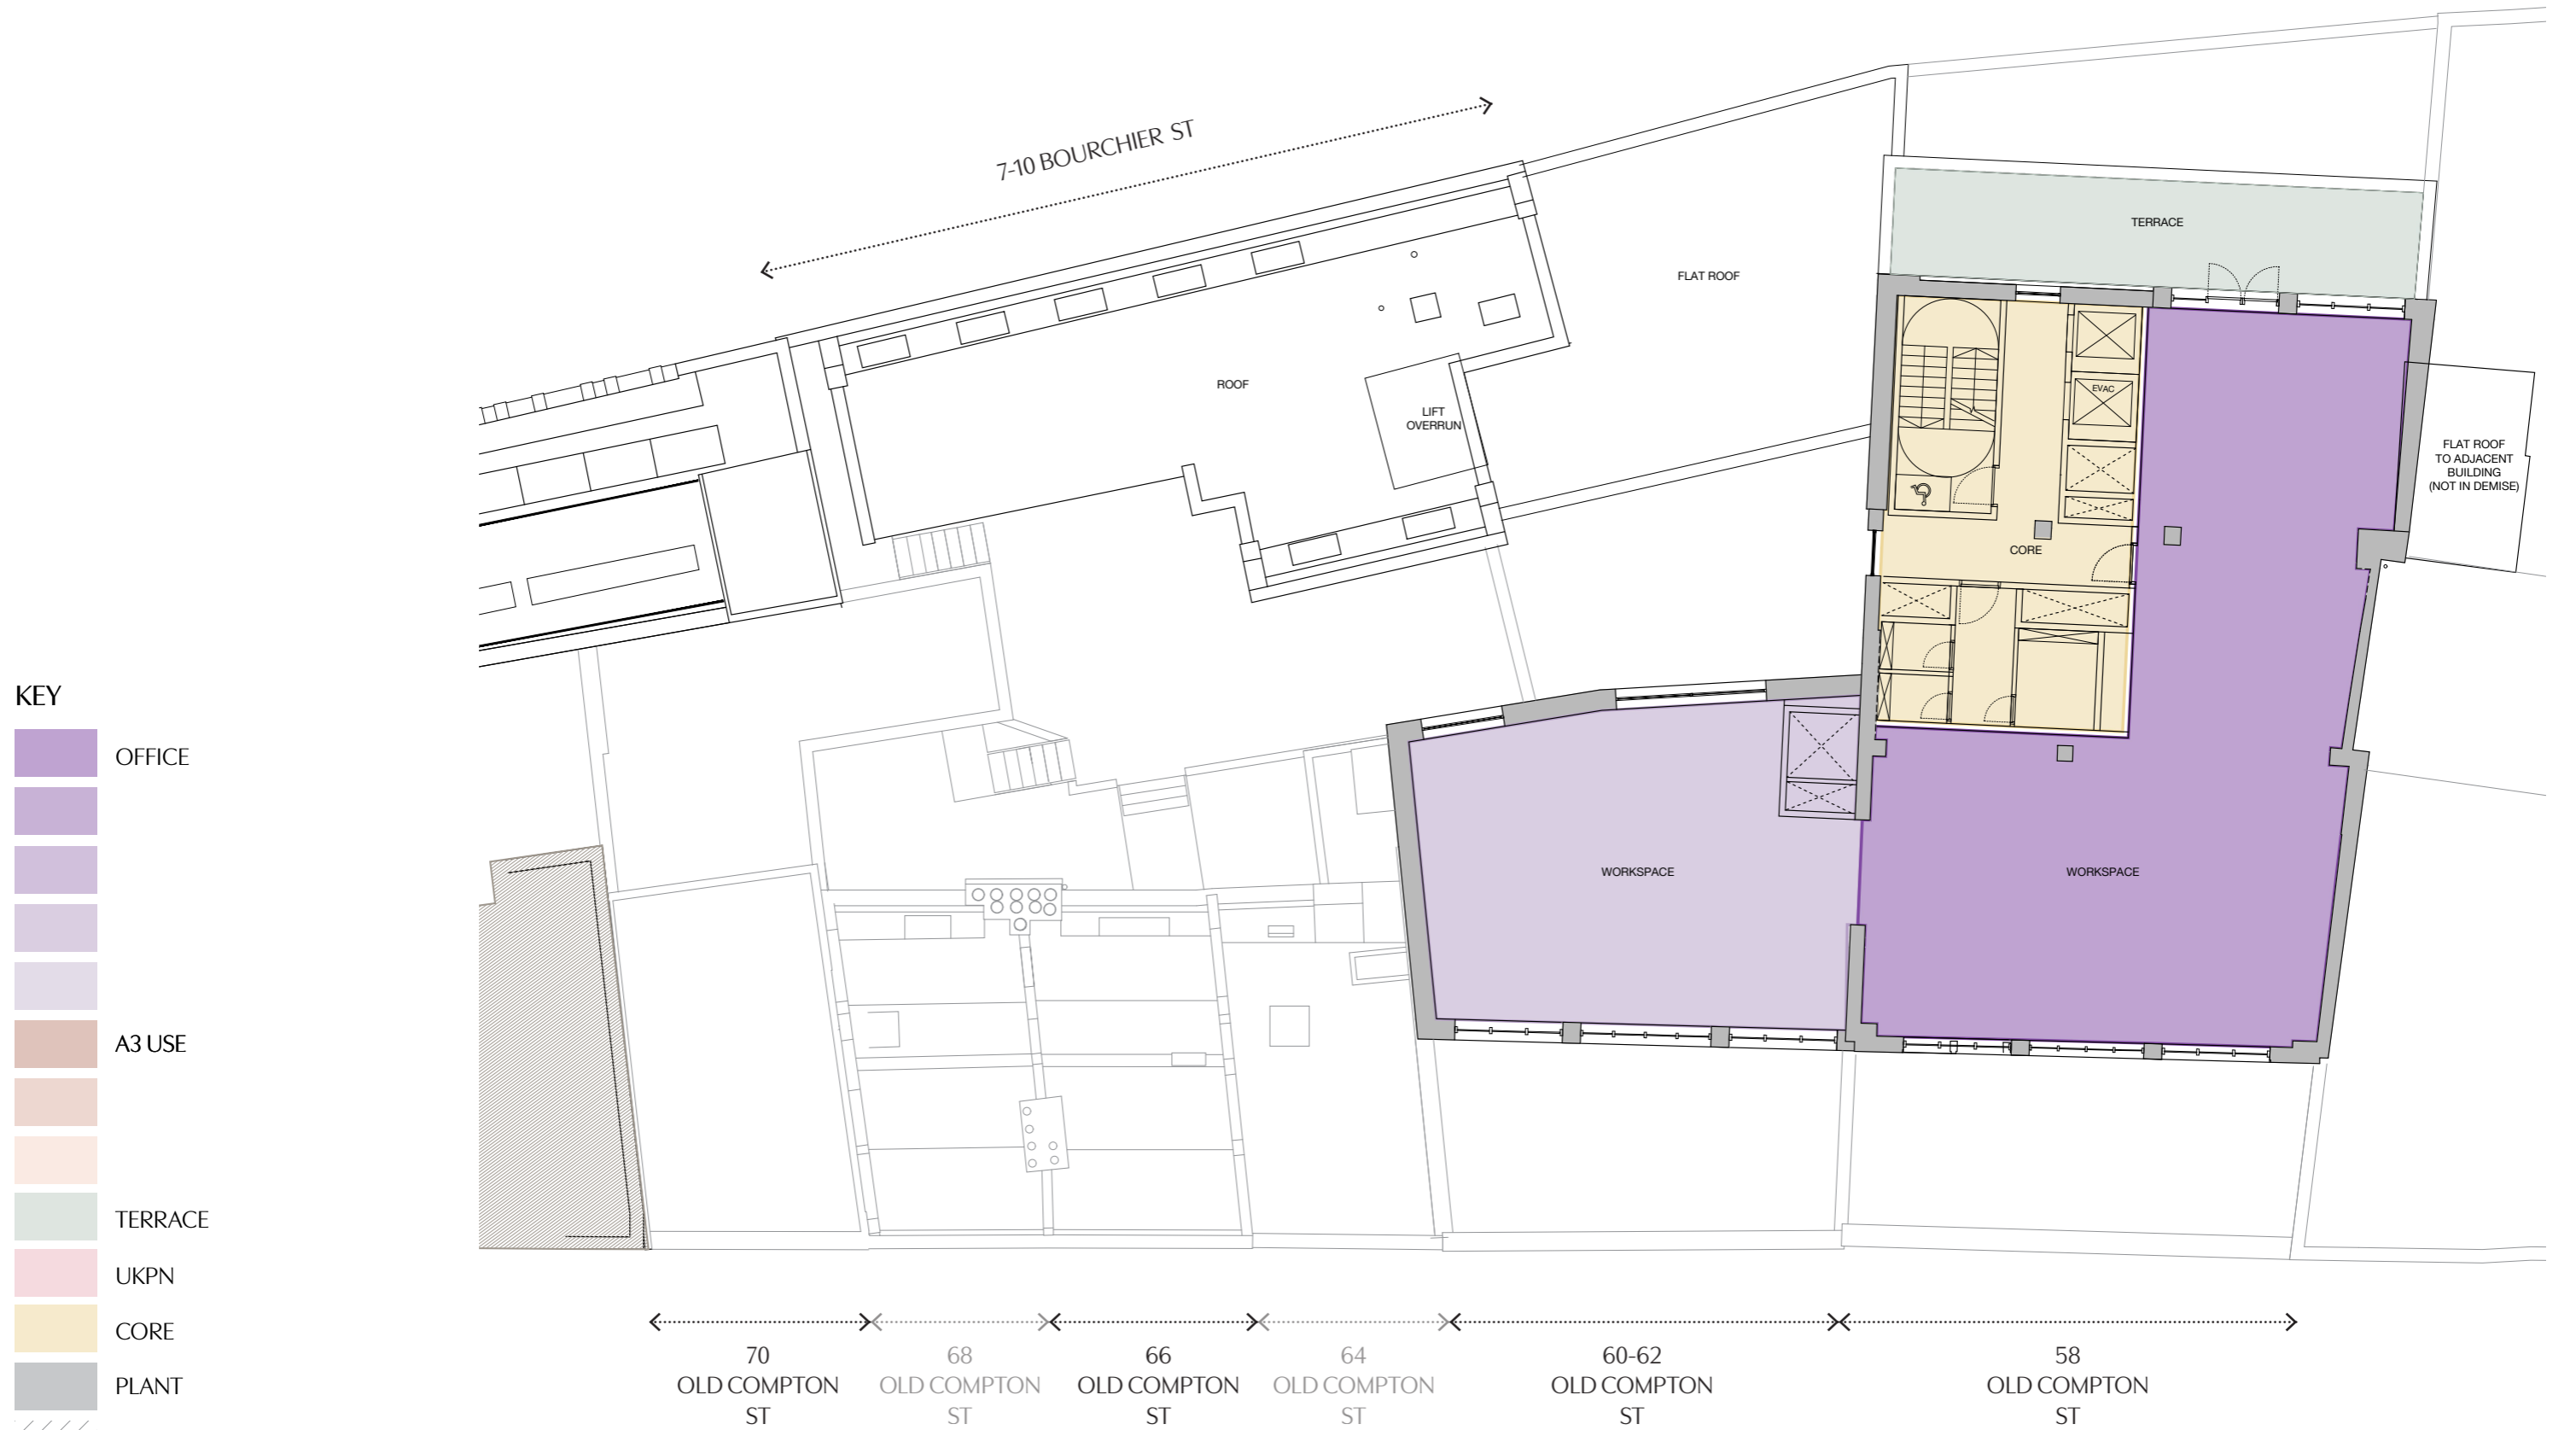 7-10 BOURCHIER ST
TERRACE
FLAT ROOF
ROOF
LIFT
OVERRUN
EVAC
CORE
FLAT ROOF
TO ADJACENT
BUILDING
(NOT IN DEMISE)
WORKSPACE
WORKSPACE
KEY
OFFICE
A3 USE
TERRACE
UKPN
CORE
PLANT
70
OLD COMPTON
ST
68
OLD COMPTON
ST
66
OLD COMPTON
ST
64
OLD COMPTON
ST
60-62
OLD COMPTON
ST
58
OLD COMPTON
ST